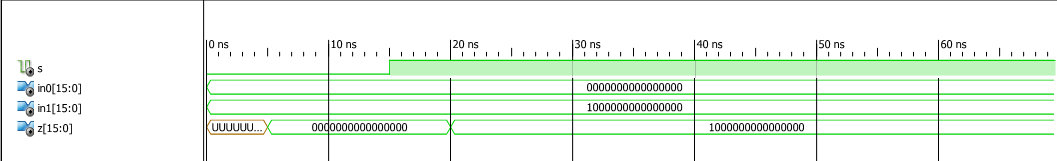 0 ns 10 ns 20 ns 30 ns 40 ns 50 ns 60 ns
s
in0[15:0] 0000000000000000
in1[15:0] 1000000000000000
z[15:0] UUUUUU... 0000000000000000 1000000000000000